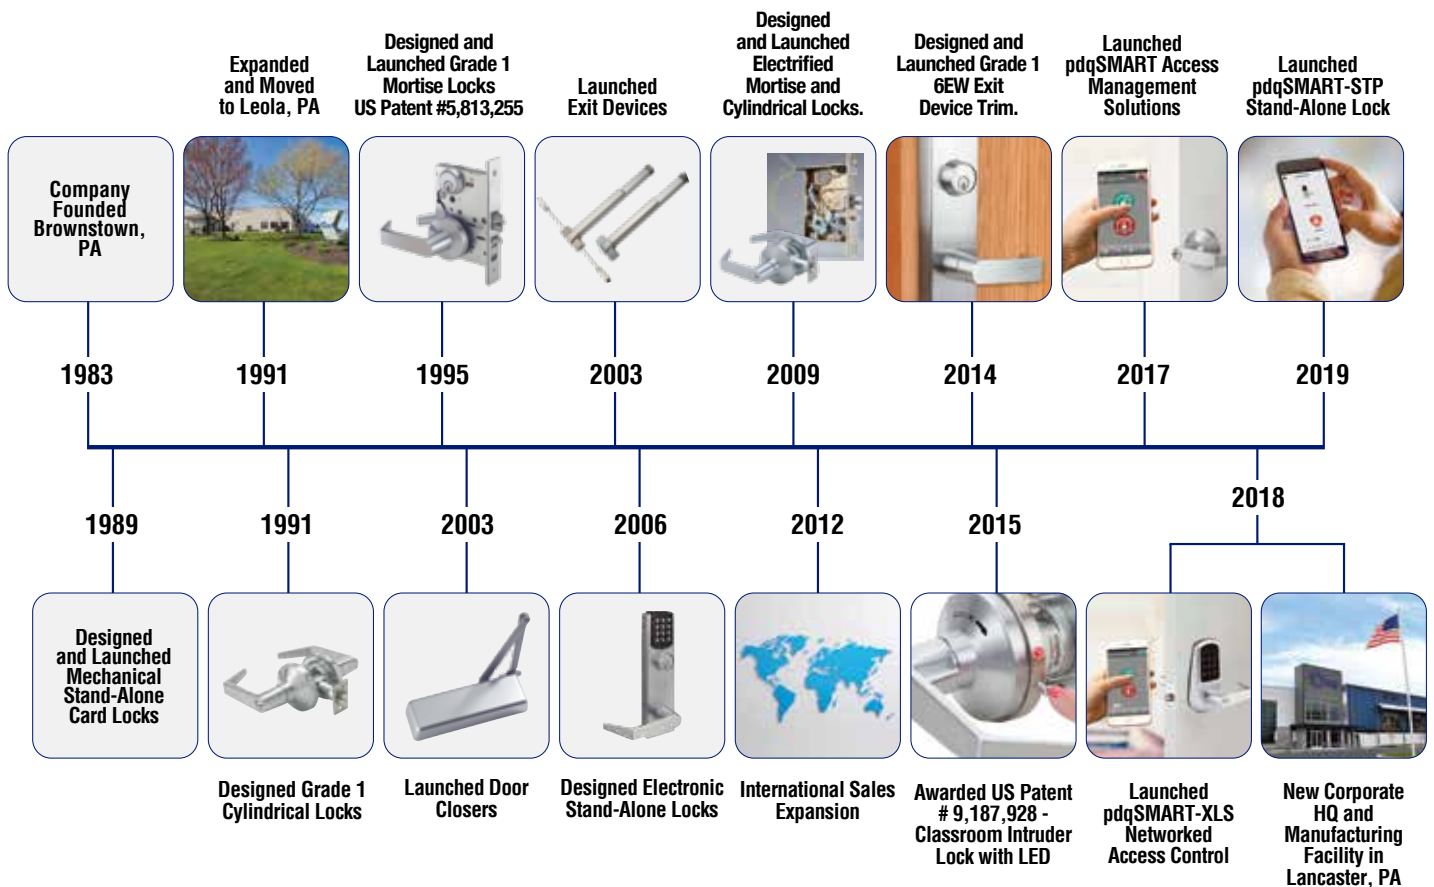 Company
Founded
Brownstown,
PA
1983
Expanded
and Moved
to Leola, PA
1991
Designed and
Launched Grade 1
Mortise Locks
US Patent #5,813,255
1995
Launched
Exit Devices
2003
Designed
and Launched
Electrified
Mortise and
Cylindrical Locks.
2009
Designed and
Launched Grade 1
6EW Exit
Device Trim.
2014
Launched
pdqSMART Access
Management
Solutions
2017
Launched
pdqSMART-STP
Stand-Alone Lock
2019
1989
Designed
and Launched
Mechanical
Stand-Alone
Card Locks
1991
Designed Grade 1
Cylindrical Locks
2003
Launched Door
Closers
2006
Designed Electronic
Stand-Alone Locks
2012
International Sales
Expansion
2015
Awarded US Patent
# 9,187,928 -
Classroom Intruder
Lock with LED
2018
Launched
pdqSMART-XLS
Networked
Access Control
New Corporate
HQ and
Manufacturing
Facility in
Lancaster, PA